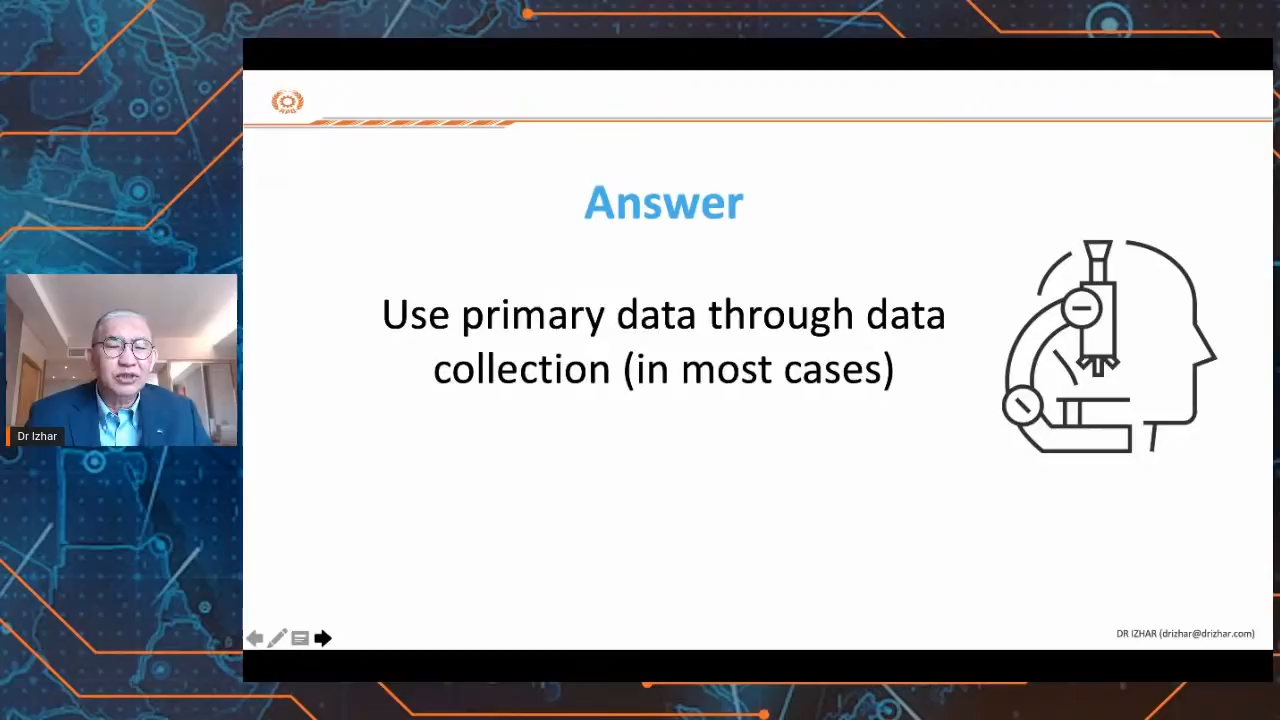 Answer
Use primary data through data
collection (in most cases)
Dr Izhar
DR IZHAR (drizhar@drizhar.com)